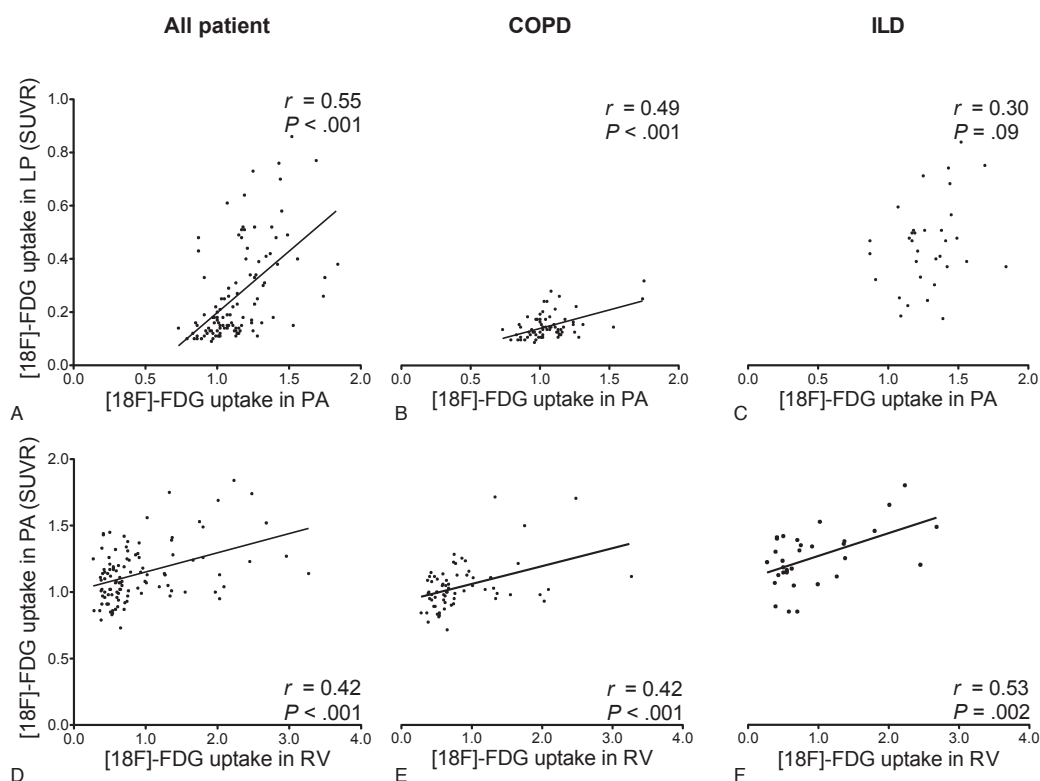 All patient
COPD
ILD
[18F]-FDG uptake in LP (SUVR)
1.0
0.8
0.6
0.4
0.2
0.0
r = 0.55
P < .001
0.0 0.5 1.0 1.5 2.0
[18F]-FDG uptake in PA
A
r = 0.49
P < .001
0.0 0.5 1.0 1.5 2.0
[18F]-FDG uptake in PA
B
r = 0.30
P = .09
0.0 0.5 1.0 1.5 2.0
[18F]-FDG uptake in PA
C
[18F]-FDG uptake in PA (SUVR)
2.0
1.5
1.0
0.5
0.0
r = 0.42
P < .001
0.0 1.0 2.0 3.0 4.0
[18F]-FDG uptake in RV
D
r = 0.42
P < .001
0.0 1.0 2.0 3.0 4.0
[18F]-FDG uptake in RV
E
r = 0.53
P = .002
0.0 1.0 2.0 3.0 4.0
[18F]-FDG uptake in RV
F